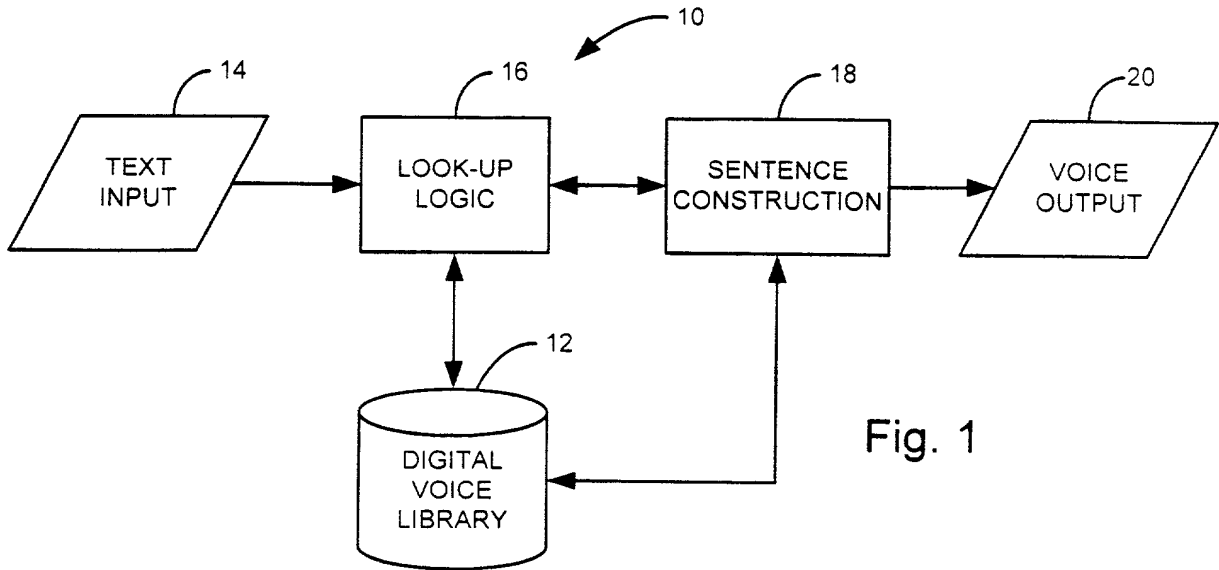 10
14
TEXT
INPUT
16
LOOK-UP
LOGIC
18
SENTENCE
CONSTRUCTION
20
VOICE
OUTPUT
12
DIGITAL
VOICE
LIBRARY
Fig. 1